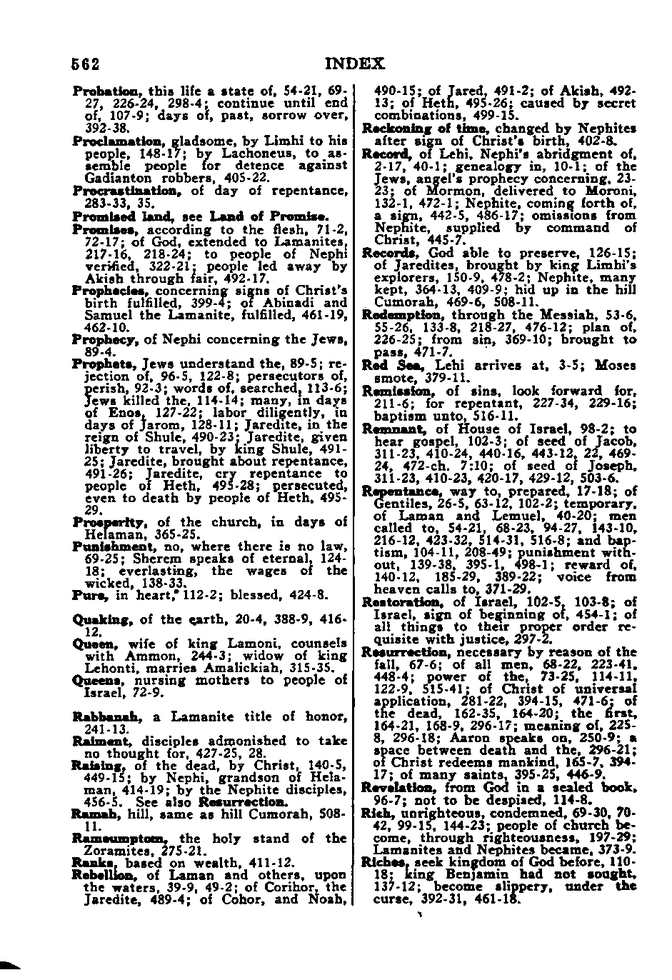 562
INDEX
Probation, this life a state of, 54-21, 69-
27, 226-24, 298-4; continue until end
of, 107-9; days of, past, sorrow over,
392-38.
Proclamation, gladsome, by Limhi to his
people, 148-17; by Lachoneus, to as-
semble people for detence against
Gadianton robbers, 405-22.
Procrastination, of day of repentance,
283-33, 35.
Promised land, see Land of Promise.
Promises, according to the flesh, 71-2,
72-17; of God, extended to Lamanites,
217-16, 218-24; to people of Nephi
verified, 322-21; people led away by
Akish through fair, 492-17.
Prophecies, concerning signs of Christ's
birth fulfilled, 399-4; of Abinadi and
Samuel the Lamanite, fulfilled, 461-19,
462-10.
Prophecy, of Nephi concerning the Jews,
89-4.
Prophets, Jews understand the, 89-5; re-
jection of, 96-5, 122-8; persecutors of,
perish, 92-3; words of, searched, 113-6;
Jews killed the, 114-14; many, in days
of Enos, 127-22; labor diligently, in
days of Jarom, 128-11; Jaredite, in the
reign of Shule, 490-23; Jaredite, given
liberty to travel, by king Shule, 491-
25; Jaredite, brought about repentance,
491-26; Jaredite, cry repentance to
people of Heth, 495-28; persecuted,
even to death by people of Heth, 495-
29.
Prosperity, of the church, in days of
Helaman, 365-25.
Punishment, no, where there is no law,
69-25; Sherem speaks of eternal, 124-
18; everlasting, the wages of the
wicked, 138-33.
Pure, in heart, 112-2; blessed, 424-8.
Quaking, of the earth, 20-4, 388-9, 416-
12.
Queen, wife of king Lamoni, counsels
with Ammon, 244-3; widow of king
Lehonti, marries Amalickiah, 315-35.
Queens, nursing mothers to people of
Israel, 72-9.
Rabbanah, a Lamanite title of honor,
241-13.
Raiment, disciples admonished to take
no thought for, 427-25, 28.
Raising, of the dead, by Christ, 140-5,
449-15; by Nephi, grandson of Hela-
man, 414-19; by the Nephite disciples,
456-5. See also Resurrection.
Ramah, hill, same as hill Cumorah, 508-
11.
Rameumptom, the holy stand of the
Zoramites, 275-21.
Ranks, based on wealth, 411-12.
Rebellion, of Laman and others, upon
the waters, 39-9, 49-2; of Corihor, the
Jaredite, 489-4; of Cohor, and Noah,
490-15; of Jared, 491-2; of Akish, 492-
13; of Heth, 495-26; caused by secret
combinations, 499-15.
Reckoning of time, changed by Nephites
after sign of Christ's birth, 402-8.
Record, of Lehi, Nephi's abridgment of,
2-17, 40-1; genealogy in, 10-1; of the
Jews, angel's prophecy concerning, 23-
23; of Mormon, delivered to Moroni,
132-1, 472-1; Nephite, coming forth of,
a sign, 442-5, 486-17; omissions from
Nephite, supplied by command of
Christ, 445-7.
Records, God able to preserve, 126-15;
of Jaredites, brought by king Limhi's
explorers, 150-9, 478-2; Nephite, many
kept, 364-13, 409-9; hid up in the hill
Cumorah, 469-6, 508-11.
Redemption, through the Messiah, 53-6,
55-26, 133-8, 218-27, 476-12; plan of,
226-25; from sin, 369-10; brought to
pass, 471-7.
Red Sea, Lehi arrives at, 3-5; Moses
smote, 379-11.
Remission, of sins, look forward for,
211-6; for repentant, 227-34, 229-16;
baptism unto, 516-11.
Remnant, of House of Israel, 98-2; to
hear gospel, 102-3; of seed of Jacob,
311-23, 410-24, 440-16, 443-12, 22, 469-
24, 472-ch. 7:10; of seed of Joseph,
311-23, 410-23, 420-17, 429-12, 503-6.
Repentance, way to, prepared, 17-18; of
Gentiles, 26-5, 63-12, 102-2; temporary,
of Laman and Lemuel, 40-20; men
called to, 54-21, 68-23, 94-27, 143-10,
216-12, 423-32, 514-31, 516-8; and bap-
tism, 104-11, 208-49; punishment with-
out, 139-38, 395-1, 498-1; reward of,
140-12, 185-29, 389-22; voice from
heaven calls to, 371-29.
Restoration, of Israel, 102-5, 103-8; of
Israel, sign of beginning of, 454-1; of
all things to their proper order re-
quisite with justice, 297-2.
Resurrection, necessary by reason of the
fall, 67-6; of all men, 68-22, 223-41,
448-4; power of the, 73-25, 114-11,
122-9, 515-41; of Christ of universal
application, 281-22, 394-15, 471-6; of
the dead, 162-35, 164-20; the first,
164-21, 168-9, 296-17; meaning of, 225-
8, 296-18; Aaron speaks on, 250-9; a
space between death and the, 296-21;
of Christ redeems mankind, 165-7, 394-
17; of many saints, 395-25, 446-9.
Revelation, from God in a sealed book,
96-7; not to be despised, 114-8.
Rich, unrighteous, condemned, 69-30, 70-
42, 99-15, 144-23; people of church be-
come, through righteousness, 197-29;
Lamanites and Nephites became, 373-9.
Riches, seek kingdom of God before, 110-
18; king Benjamin had not sought,
137-12; become slippery, under the
curse, 392-31, 461-18.